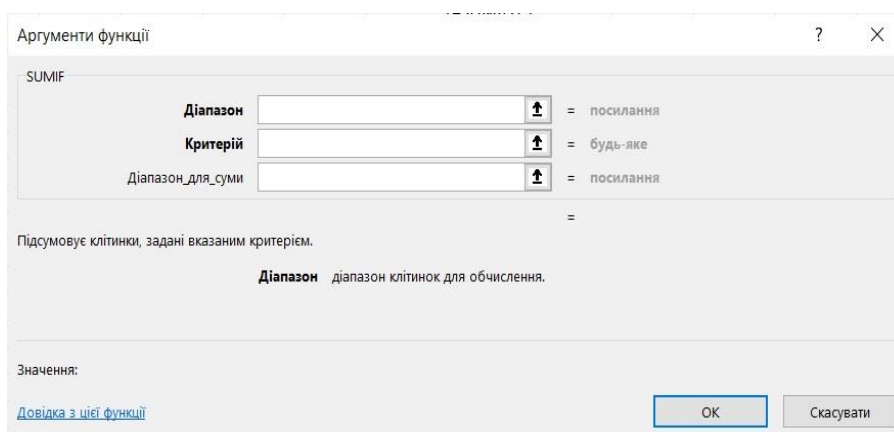 Аргументи функції ? ×
SUMIF
Діапазон = посилання
Критерій = будь-яке
Діапазон_для_суми = посилання
=
Підсумовує клітинки, задані вказаним критерієм.
Діапазон діапазон клітинок для обчислення.
Значення:
Довідка з цієї функції
ОК Скасувати